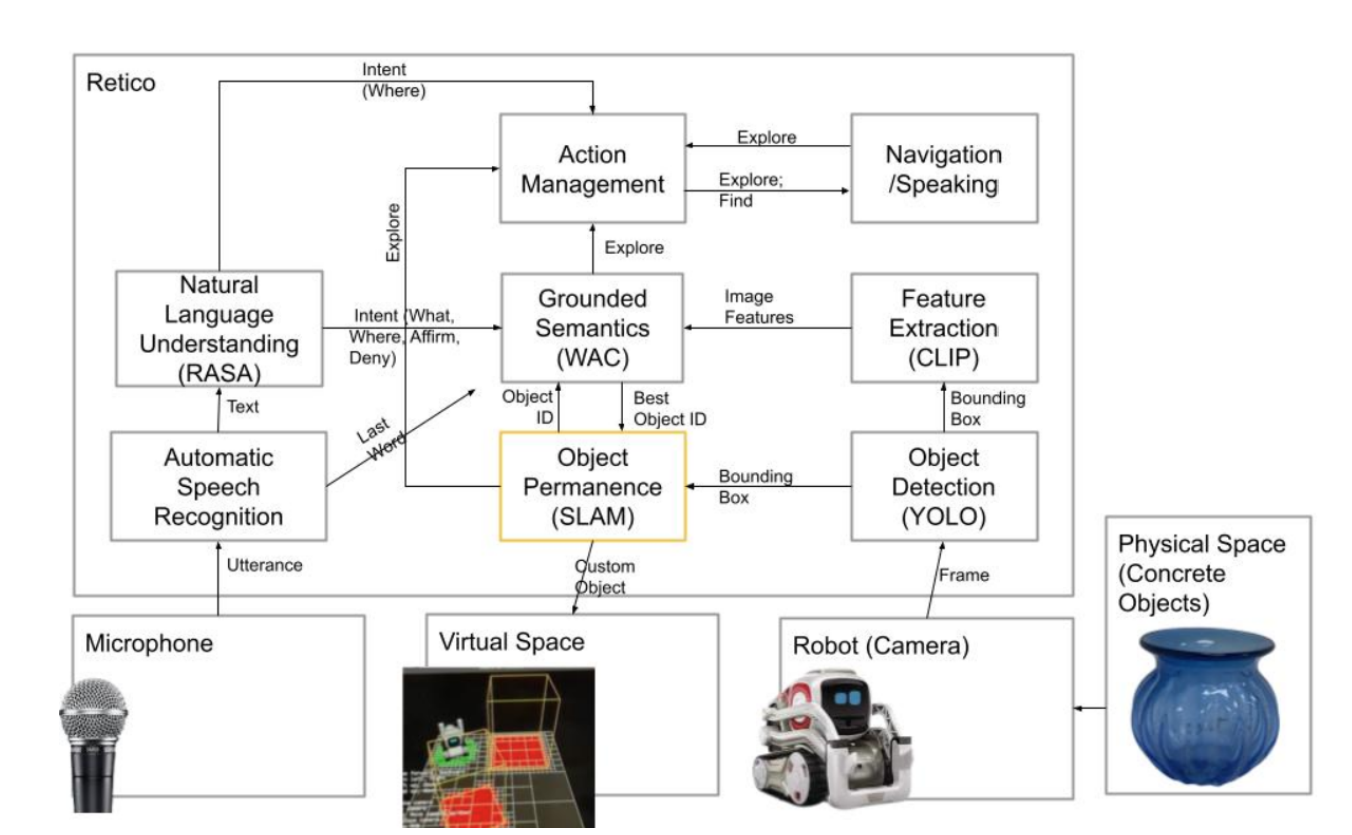 Retico
Intent
(Where)
Action
Management
Explore
Explore;
Find
Navigation
/Speaking
Explore
Explore
Natural
Language
Understanding
(RASA)
Intent (What,
Where, Affirm,
Deny)
Grounded
Semantics
(WAC)
Image
Features
Feature
Extraction
(CLIP)
Text
Last
Word
Object
ID
Best
Object ID
Bounding
Box
Automatic
Speech
Recognition
Object
Permanence
(SLAM)
Bounding
Box
Object
Detection
(YOLO)
Utterance
Custom
Object
Frame
Physical Space
(Concrete
Objects)
Microphone
Virtual Space
Robot (Camera)